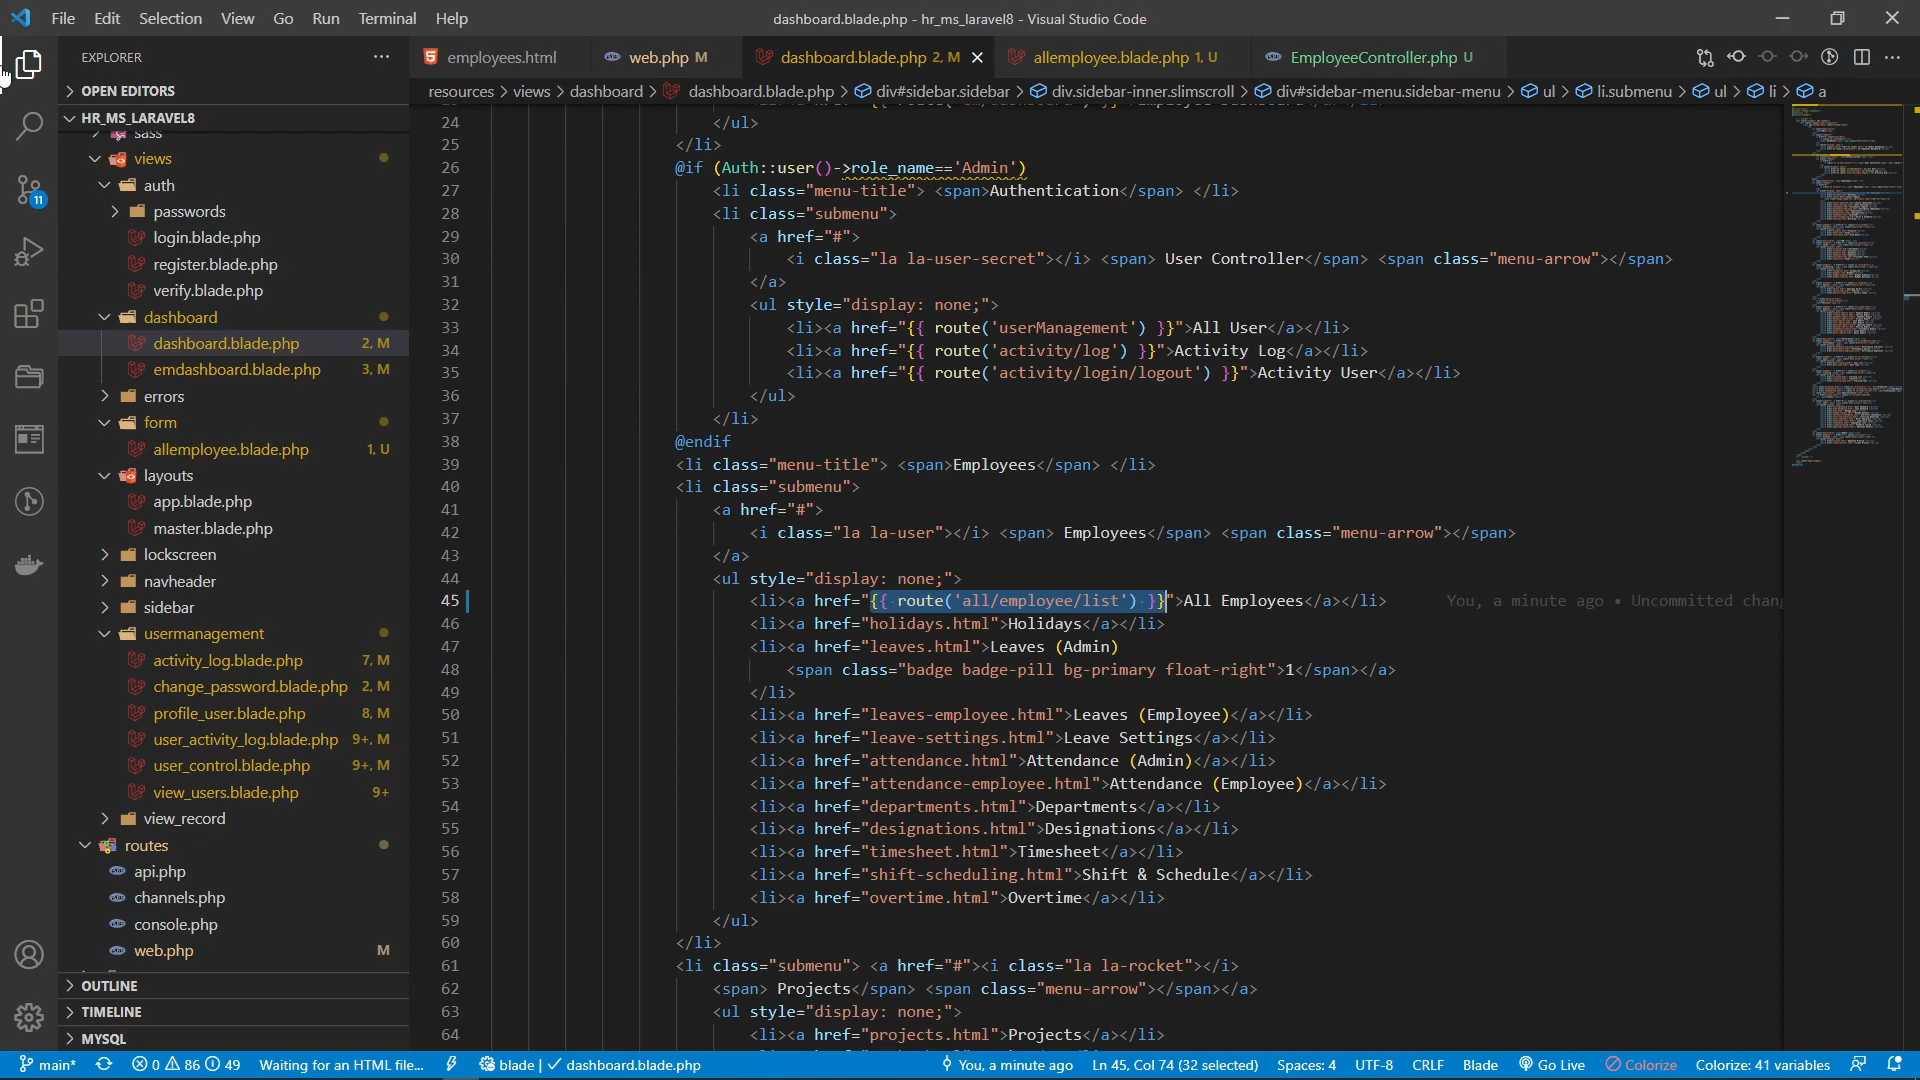 File Edit Selection View Go Run Terminal Help
dashboard.blade.php - hr_ms_laravel8 - Visual Studio Code
EXPLORER
OPEN EDITORS
HR_MS_LARAVEL8
sass
views
auth
passwords
login.blade.php
register.blade.php
verify.blade.php
dashboard
dashboard.blade.php 2, M
emdashboard.blade.php 3, M
errors
form
allemployee.blade.php 1, U
layouts
app.blade.php
master.blade.php
lockscreen
navheader
sidebar
usermanagement
activity_log.blade.php 7, M
change_password.blade.php 2, M
profile_user.blade.php 8, M
user_activity_log.blade.php 9+, M
user_control.blade.php 9+, M
view_users.blade.php 9+
view_record
routes
api.php
channels.php
console.php
web.php M
OUTLINE
TIMELINE
MYSQL
11
employees.html web.php M dashboard.blade.php 2, M allemployee.blade.php 1, U EmployeeController.php U
resources > views > dashboard > dashboard.blade.php > div#sidebar.sidebar > div.sidebar-inner.slimscroll > div#sidebar-menu.sidebar-menu > ul > li.submenu > ul > li > a
24 </ul>
25 </li>
26 @if (Auth::user()->role_name=='Admin')
27 <li class="menu-title"> <span>Authentication</span> </li>
28 <li class="submenu">
29 <a href="#">
30 <i class="la la-user-secret"></i> <span> User Controller</span> <span class="menu-arrow"></span>
31 </a>
32 <ul style="display: none;">
33 <li><a href="{{ route('userManagement') }}">All User</a></li>
34 <li><a href="{{ route('activity/log') }}">Activity Log</a></li>
35 <li><a href="{{ route('activity/login/logout') }}">Activity User</a></li>
36 </ul>
37 </li>
38 @endif
39 <li class="menu-title"> <span>Employees</span> </li>
40 <li class="submenu">
41 <a href="#">
42 <i class="la la-user"></i> <span> Employees</span> <span class="menu-arrow"></span>
43 </a>
44 <ul style="display: none;">
45 <li><a href="{{ route('all/employee/list') }}">All Employees</a></li> You, a minute ago • Uncommitted chang
46 <li><a href="holidays.html">Holidays</a></li>
47 <li><a href="leaves.html">Leaves (Admin)
48 <span class="badge badge-pill bg-primary float-right">1</span></a>
49 </li>
50 <li><a href="leaves-employee.html">Leaves (Employee)</a></li>
51 <li><a href="leave-settings.html">Leave Settings</a></li>
52 <li><a href="attendance.html">Attendance (Admin)</a></li>
53 <li><a href="attendance-employee.html">Attendance (Employee)</a></li>
54 <li><a href="departments.html">Departments</a></li>
55 <li><a href="designations.html">Designations</a></li>
56 <li><a href="timesheet.html">Timesheet</a></li>
57 <li><a href="shift-scheduling.html">Shift & Schedule</a></li>
58 <li><a href="overtime.html">Overtime</a></li>
59 </ul>
60 </li>
61 <li class="submenu"> <a href="#"><i class="la la-rocket"></i>
62 <span> Projects</span> <span class="menu-arrow"></span></a>
63 <ul style="display: none;">
64 <li><a href="projects.html">Projects</a></li>
main* 0 86 49 Waiting for an HTML file... blade | ✓ dashboard.blade.php You, a minute ago Ln 45, Col 74 (32 selected) Spaces: 4 UTF-8 CRLF Blade Go Live Colorize Colorize: 41 variables